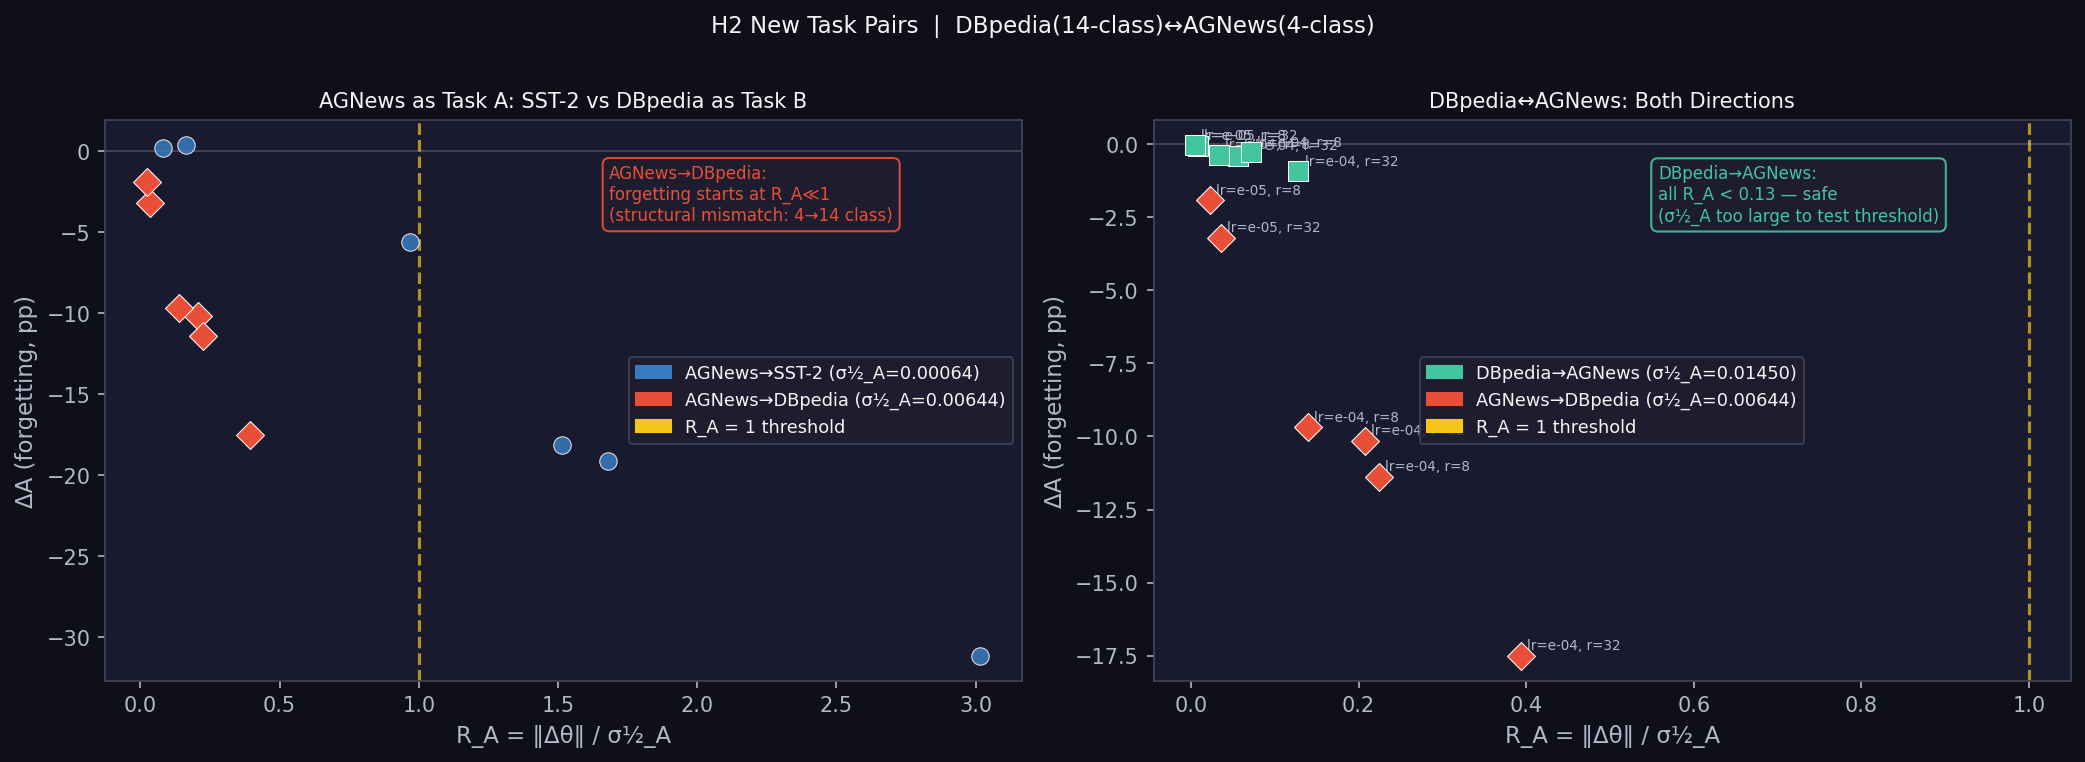 H2 New Task Pairs | DBpedia(14-class)↔AGNews(4-class)
AGNews as Task A: SST-2 vs DBpedia as Task B
ΔA (forgetting, pp)
0
−5
−10
−15
−20
−25
−30
AGNews→DBpedia:
forgetting starts at R_A≪1
(structural mismatch: 4→14 class)
AGNews→SST-2 (σ½_A=0.00064)
AGNews→DBpedia (σ½_A=0.00644)
R_A = 1 threshold
0.0 0.5 1.0 1.5 2.0 2.5 3.0
R_A = ‖Δθ‖ / σ½_A
DBpedia↔AGNews: Both Directions
ΔA (forgetting, pp)
0.0
−2.5
−5.0
−7.5
−10.0
−12.5
−15.0
−17.5
lr=e-04, r=32
lr=e-05, r=8
lr=e-05, r=32
DBpedia→AGNews:
all R_A < 0.13 — safe
(σ½_A too large to test threshold)
DBpedia→AGNews (σ½_A=0.01450)
AGNews→DBpedia (σ½_A=0.00644)
R_A = 1 threshold
lr=e-04, r=8
lr=e-04,
lr=e-04, r=8
lr=e-04, r=32
0.0 0.2 0.4 0.6 0.8 1.0
R_A = ‖Δθ‖ / σ½_A